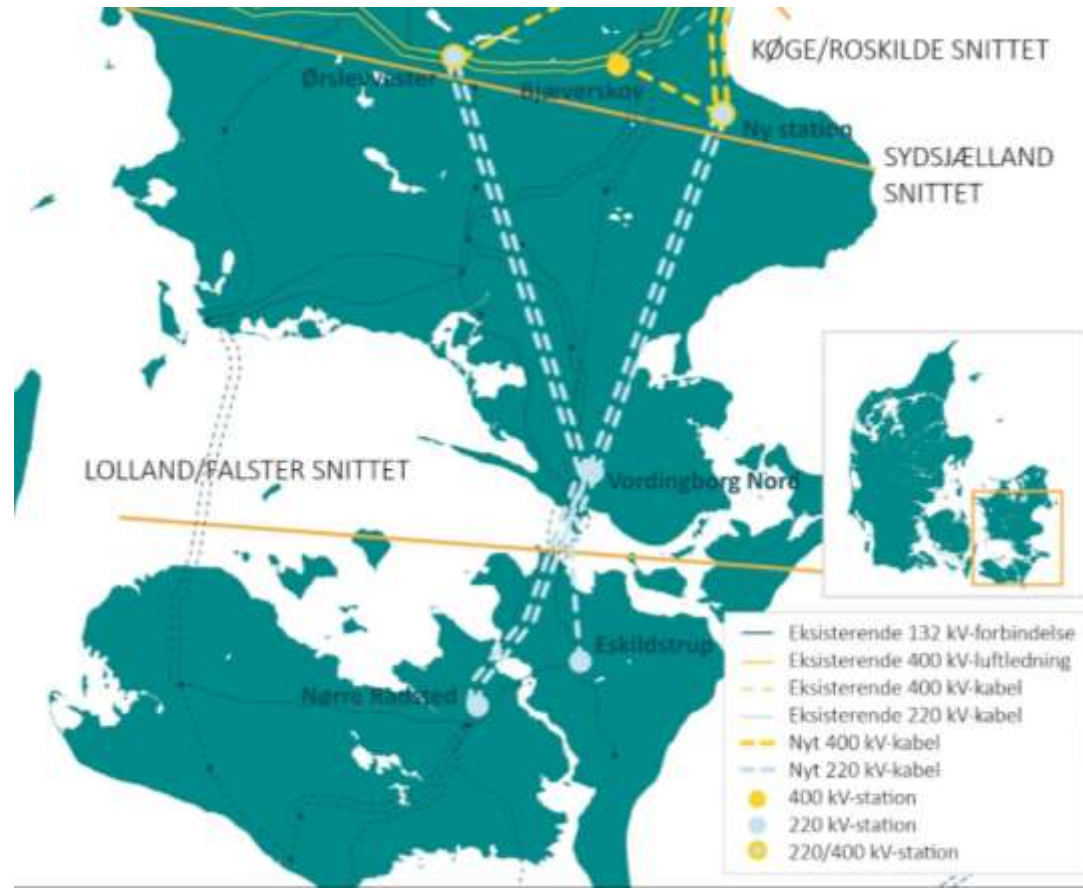 KØGE/ROSKILDE SNITTET
Ørslevvester
Bjæverskov
Ny station
SYDSJÆLLAND
SNITTET
LOLLAND/FALSTER SNITTET
Vordingborg Nord
Eskildstrup
Nørre Radsted
Eksisterende 132 kV-forbindelse
Eksisterende 400 kV-luftledning
Eksisterende 400 kV-kabel
Eksisterende 220 kV-kabel
Nyt 400 kV-kabel
Nyt 220 kV-kabel
400 kV-station
220 kV-station
220/400 kV-station